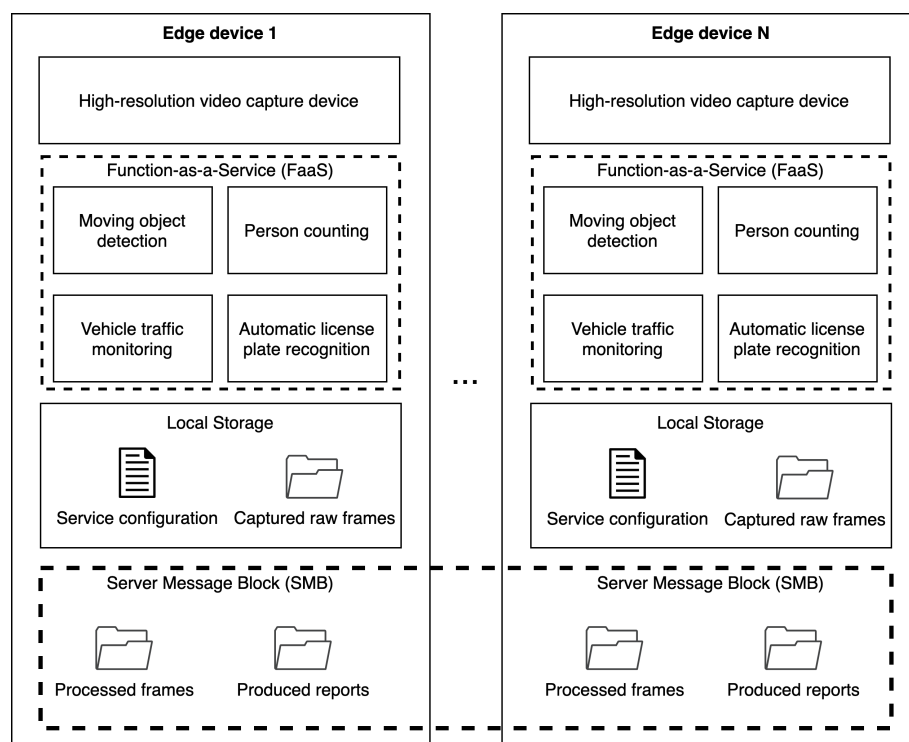 Edge device 1
High-resolution video capture device
Function-as-a-Service (FaaS)
Moving object
detection
Person counting
Vehicle traffic
monitoring
Automatic license
plate recognition
Local Storage
Service configuration
Captured raw frames
Server Message Block (SMB)
Processed frames
Produced reports
...
Edge device N
High-resolution video capture device
Function-as-a-Service (FaaS)
Moving object
detection
Person counting
Vehicle traffic
monitoring
Automatic license
plate recognition
Local Storage
Service configuration
Captured raw frames
Server Message Block (SMB)
Processed frames
Produced reports